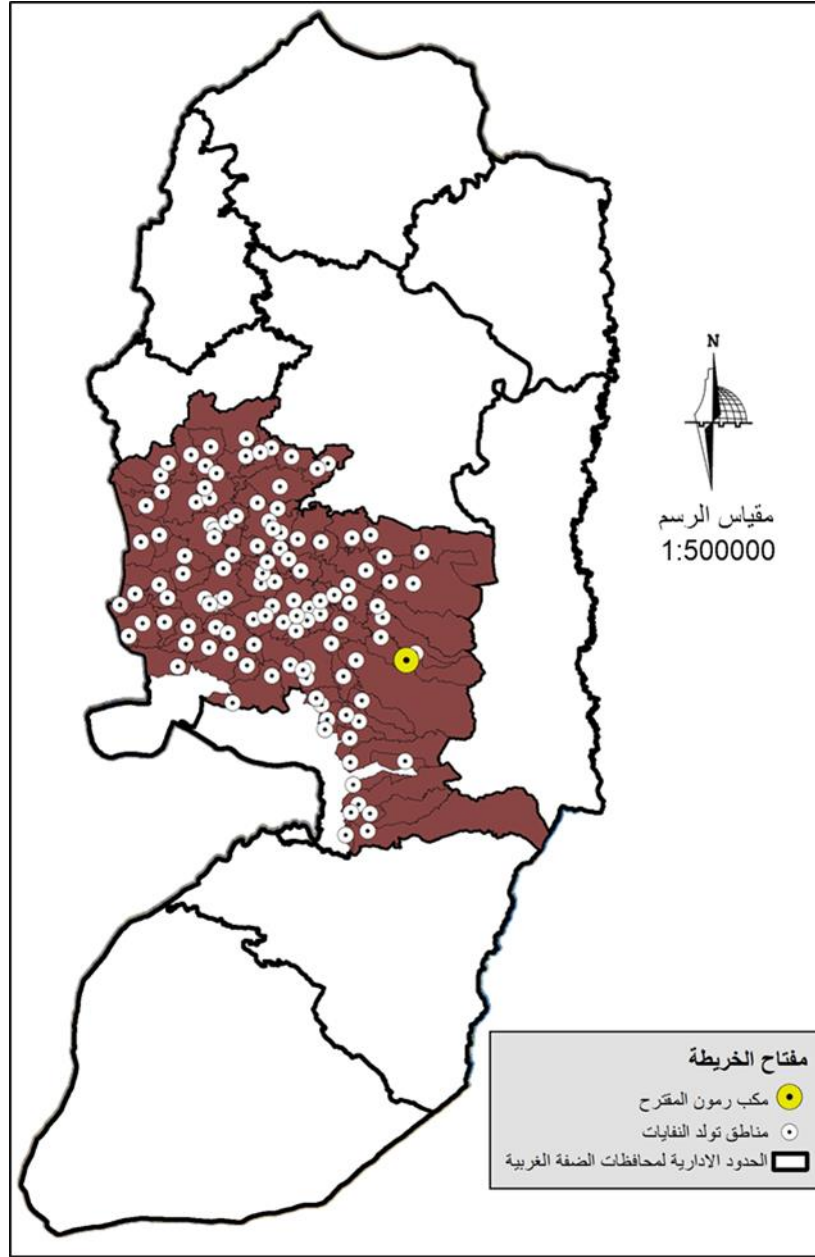 N
مقياس الرسم
1:500000
مفتاح الخريطة
مكب رمون المقترح
مناطق تولد النفايات
الحدود الادارية لمحافظات الضفة الغربية